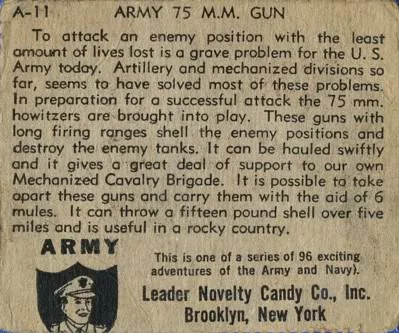 A-11 ARMY 75 M.M. GUN
To attack an enemy position with the least
amount of lives lost is a grave problem for the U. S.
Army today. Artillery and mechanized divisions so
far, seems to have solved most of these problems.
In preparation for a successful attack the 75 mm.
howitzers are brought into play. These guns with
long firing ranges shell the enemy positions and
destroy the enemy tanks. It can be hauled swiftly
and it gives a great deal of support to our own
Mechanized Cavalry Brigade. It is possible to take
apart these guns and carry them with the aid of 6
mules. It can throw a fifteen pound shell over five
miles and is useful in a rocky country.
ARMY
This is one of a series of 96 exciting
adventures of the Army and Navy).
Leader Novelty Candy Co., Inc.
Brooklyn, New York